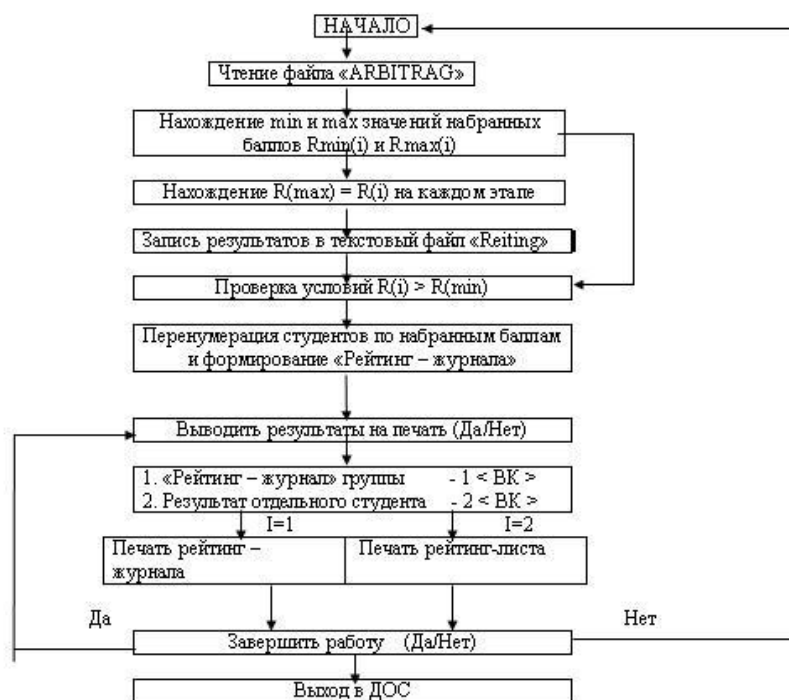 НАЧАЛО
Чтение файла «ARBITRAG»
Нахождение min и max значений набранных
баллов Rmin(i) и Rmax(i)
Нахождение R(max) = R(i) на каждом этапе
Запись результатов в текстовый файл «Reiting»
Проверка условий R(i) > R(min)
Перенумерация студентов по набранным баллам
и формирование «Рейтинг – журнала»
Выводить результаты на печать (Да/Нет)
1. «Рейтинг – журнал» группы - 1 < ВК >
2. Результат отдельного студента - 2 < ВК >
I=1 I=2
Печать рейтинг –
журнала
Печать рейтинг-листа
Да Нет
Завершить работу (Да/Нет)
Выход в ДОС